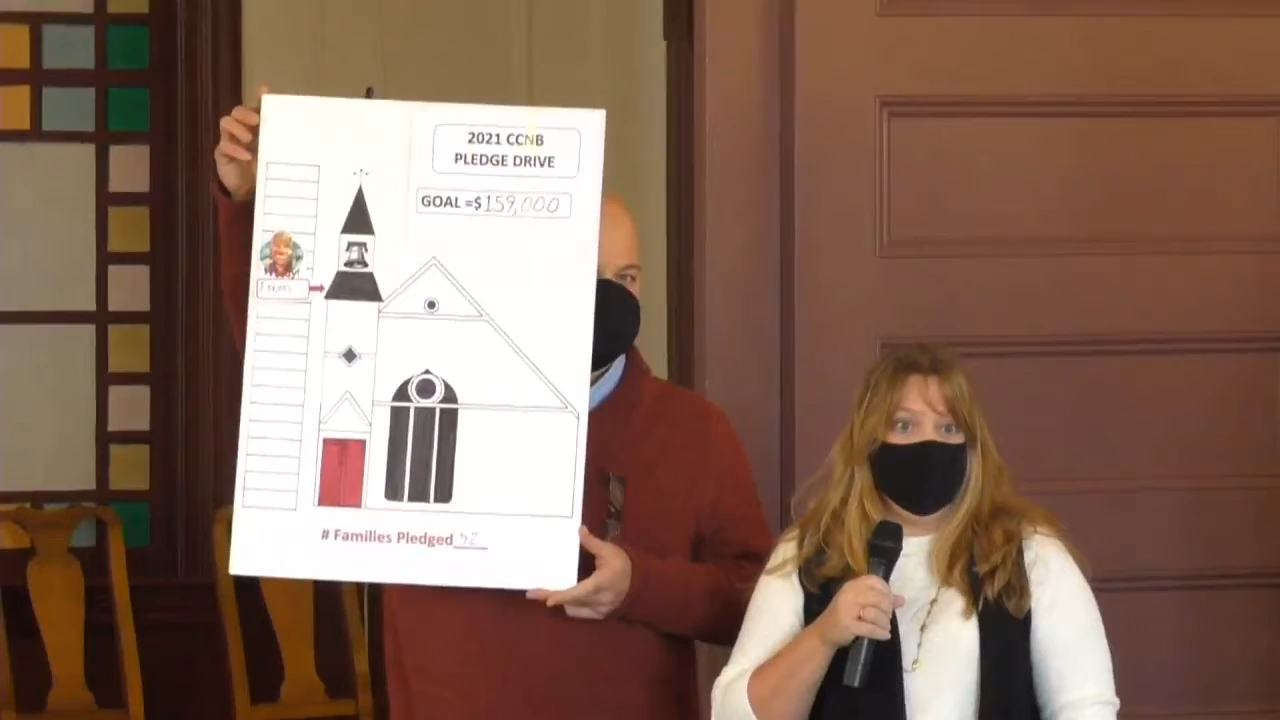 2021 CCNB
PLEDGE DRIVE
GOAL =$159,000
# Families Pledged